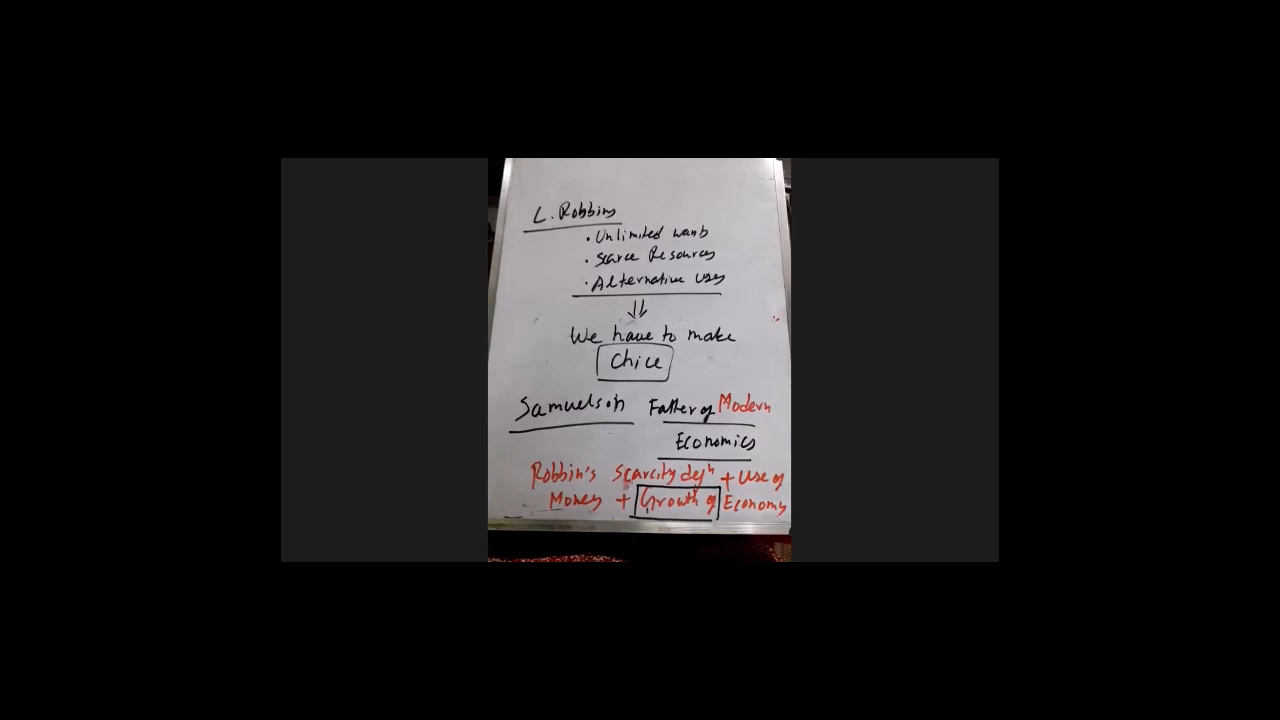 L. Robbins
• Unlimited wants
• Scarce Resources
• Alternative uses
⇓
We have to make
Chice
Samuelson Father of Modern
Economics
Robbin's Scarcity defn + Use of
Money + Growth of Economy